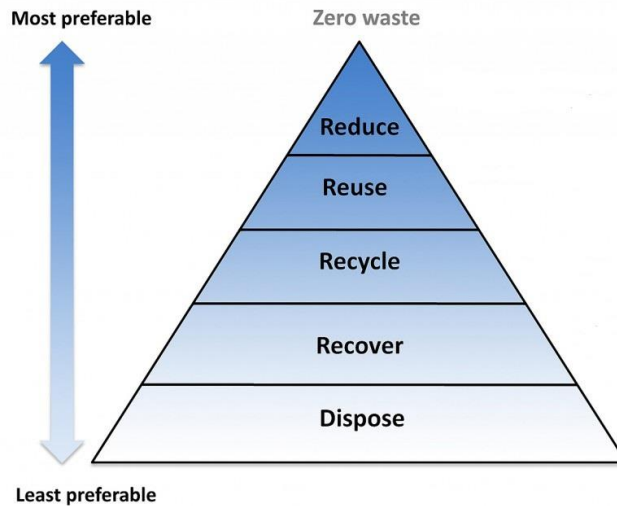 Most preferable
Zero waste
Reduce
Reuse
Recycle
Recover
Dispose
Least preferable